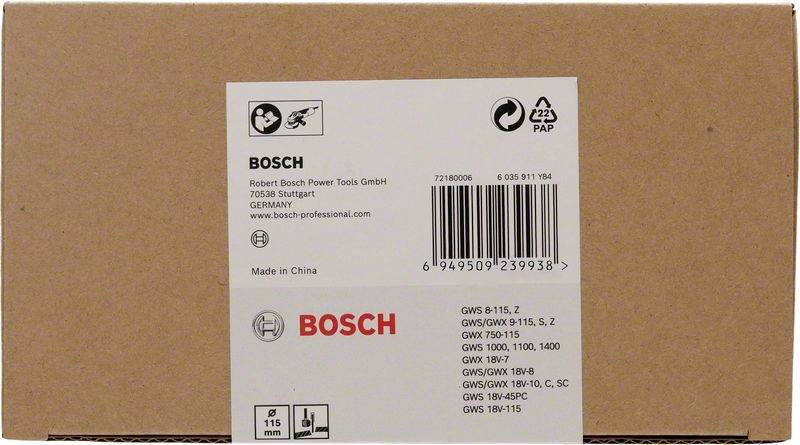 22
PAP
BOSCH
Robert Bosch Power Tools GmbH
70538 Stuttgart
GERMANY
www.bosch-professional.com
Made in China
72180006 6 035 911 Y84
6 949509 239938 >
BOSCH
GWS 8-115, Z
GWS/GWX 9-115, S, Z
GWX 750-115
GWS 1000, 1100, 1400
GWX 18V-7
GWS/GWX 18V-8
GWS/GWX 18V-10, C, SC
GWS 18V-45PC
GWS 18V-115
Ø
115
mm